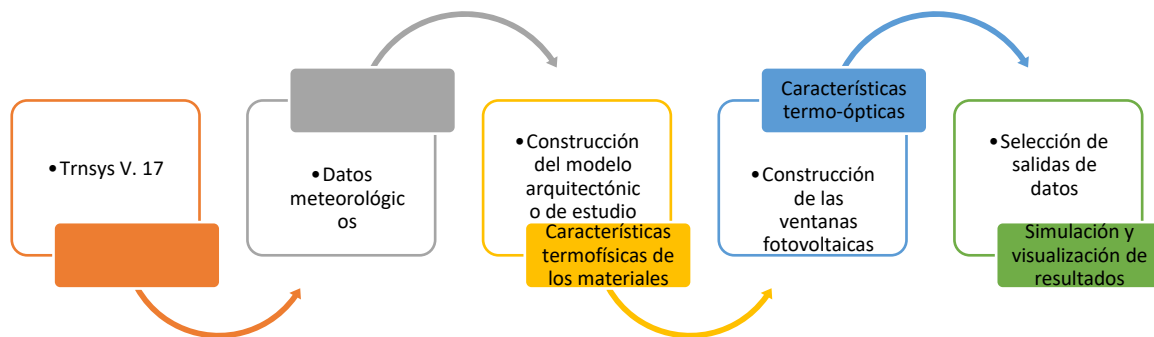 •Trnsys V. 17
•Datos
meteorológic
os
•Construcción
del modelo
arquitectónic
o de estudio
Características
termofísicas de
los materiales
Características
termo-ópticas
•Construcción
de las
ventanas
fotovoltaicas
•Selección de
salidas de
datos
Simulación y
visualización de
resultados